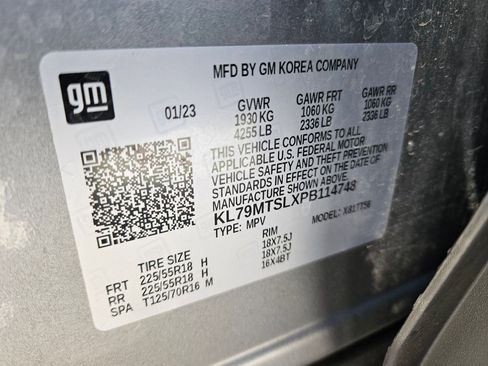 gm
MFD BY GM KOREA COMPANY
01/23 GVWR GAWR FRT GAWR RR
1930 KG 1060 KG 1060 KG
4255 LB 2336 LB 2336 LB
THIS VEHICLE CONFORMS TO ALL
APPLICABLE U.S. FEDERAL MOTOR
VEHICLE SAFETY AND THEFT PREVENTION
STANDARDS IN EFFECT ON THE DATE OF
MANUFACTURE SHOWN ABOVE.
KL79MTSLXPB114748
TYPE: MPV MODEL:
TIRE SIZE RIM
FRT 225/55R18 H 18X7.5J
RR 225/55R18 H 18X7.5J
SPA T125/70R16 M 16X4BT